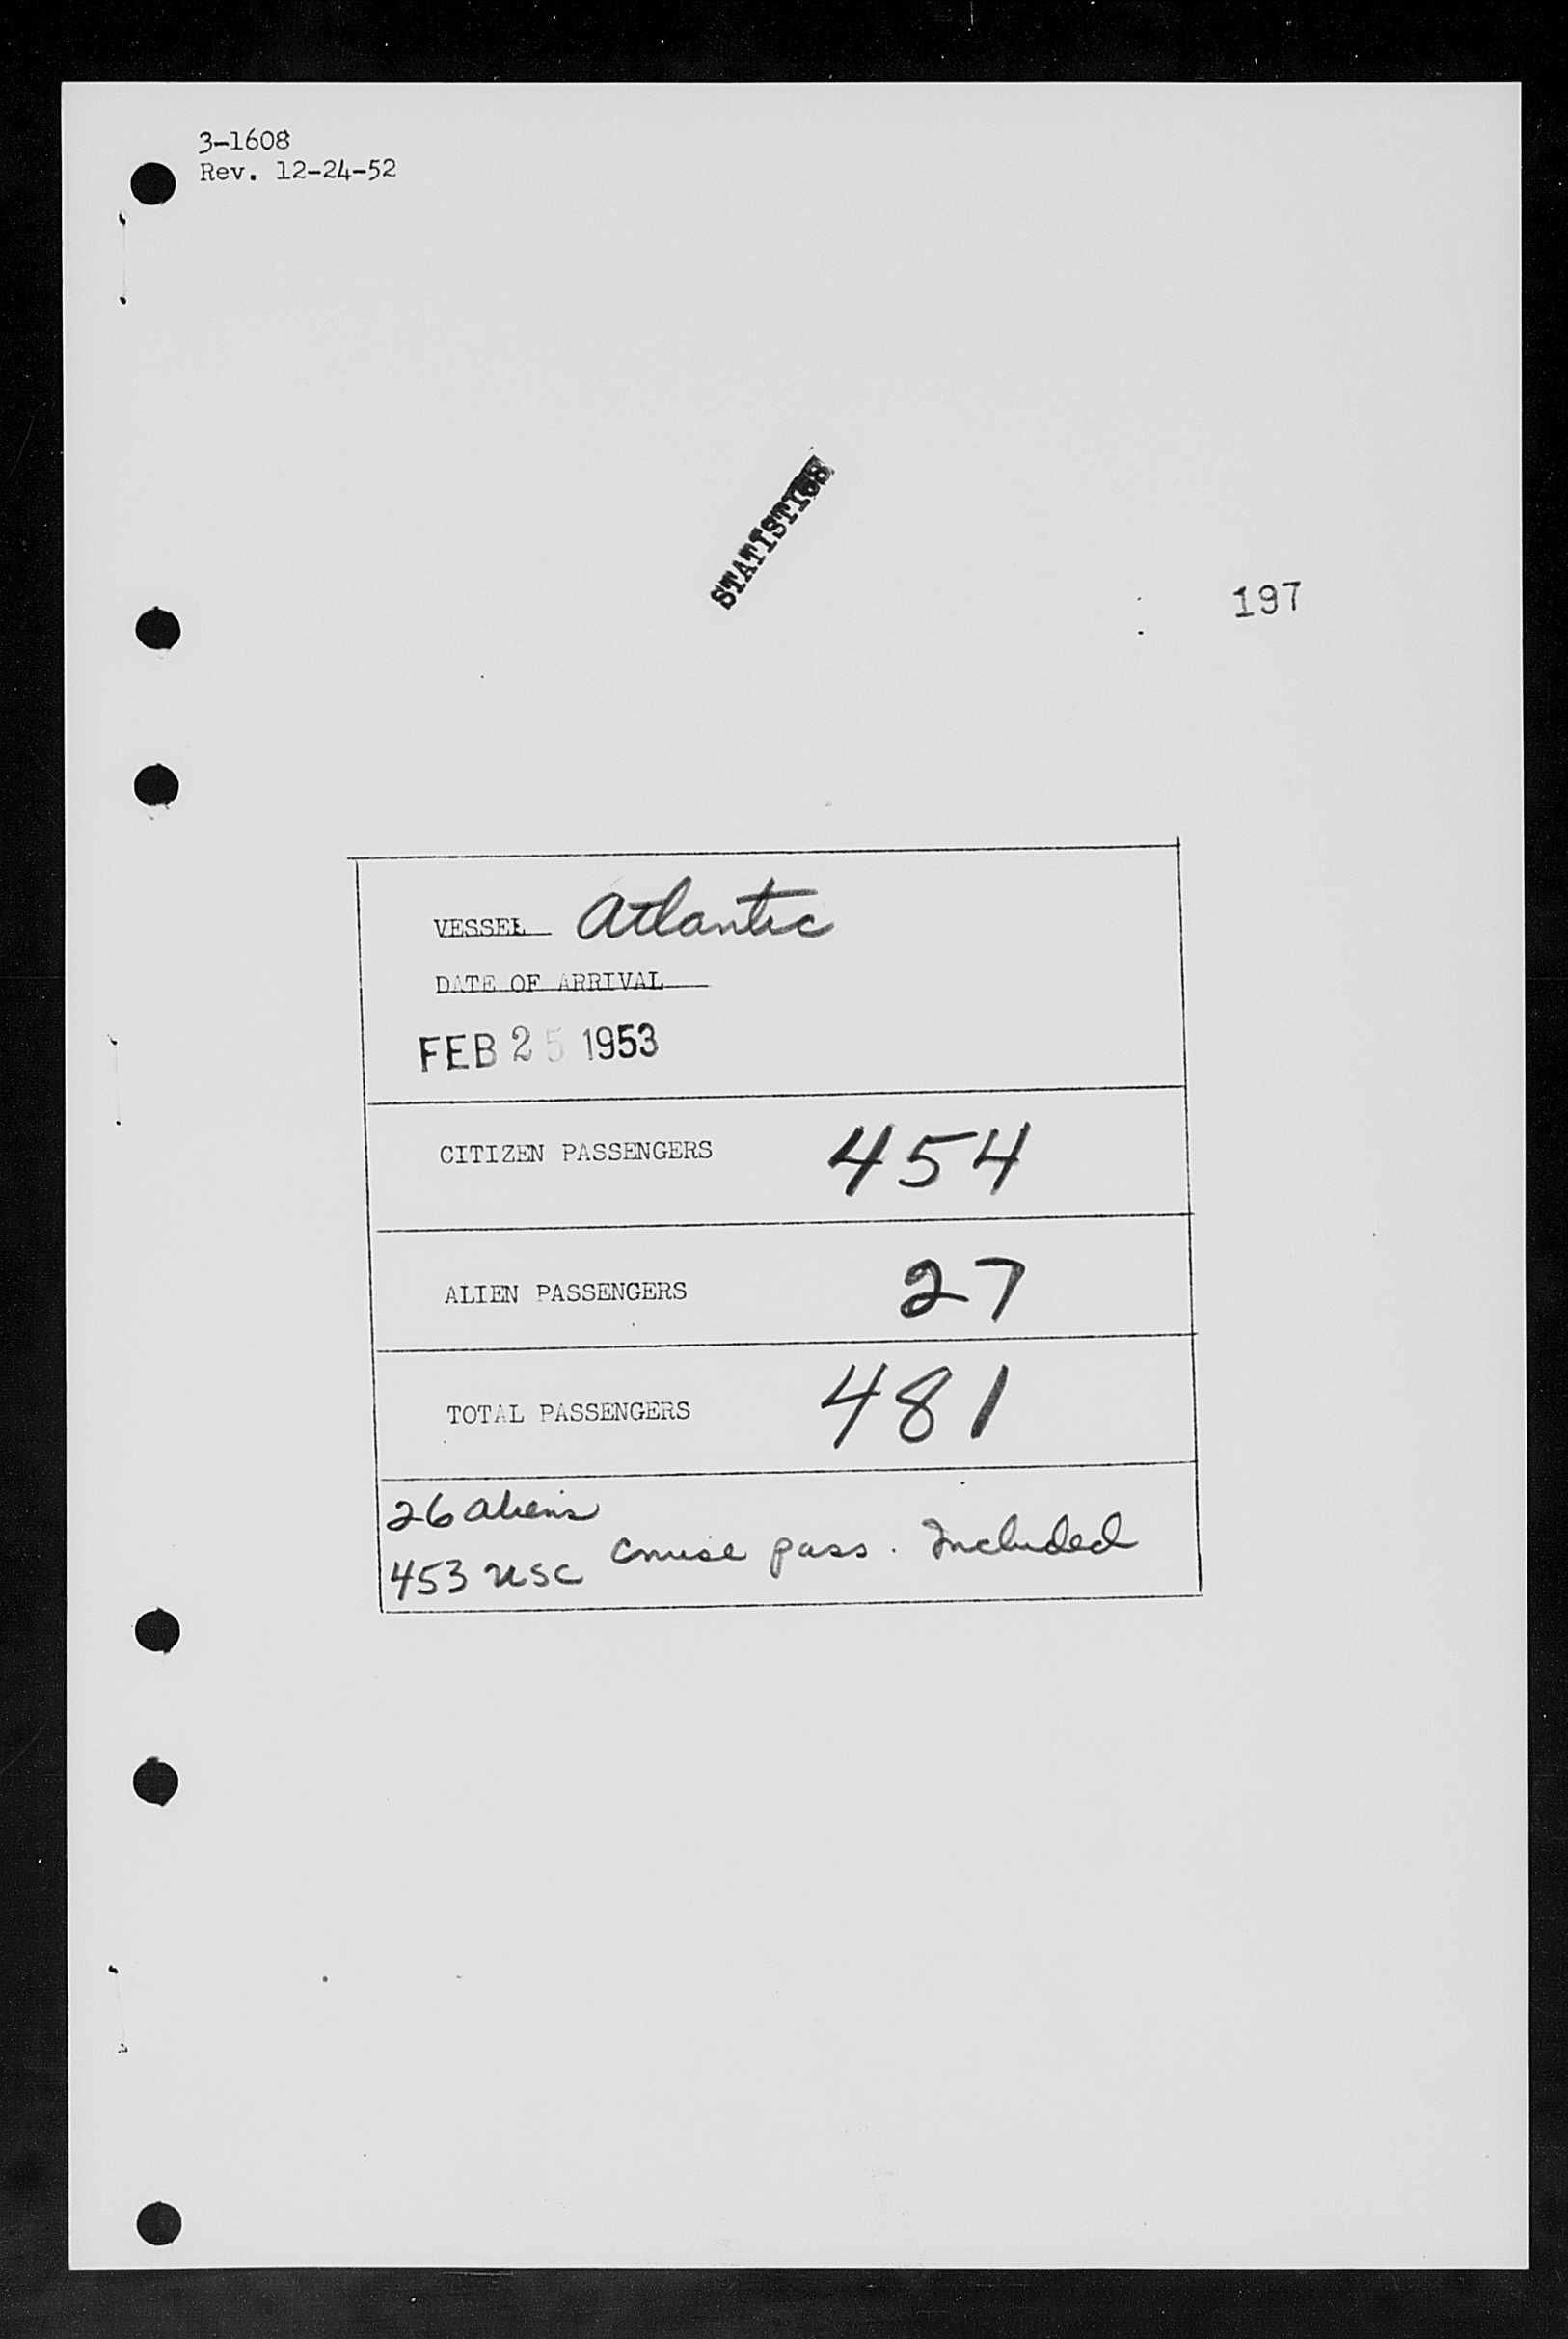 3-1608
Rev. 12-24-52
STATISTICS
197
VESSEL Atlantic
DATE OF ARRIVAL
FEB 25 1953
CITIZEN PASSENGERS 454
ALIEN PASSENGERS 27
TOTAL PASSENGERS 481
26 aliens
453 USC cruise pass. Included